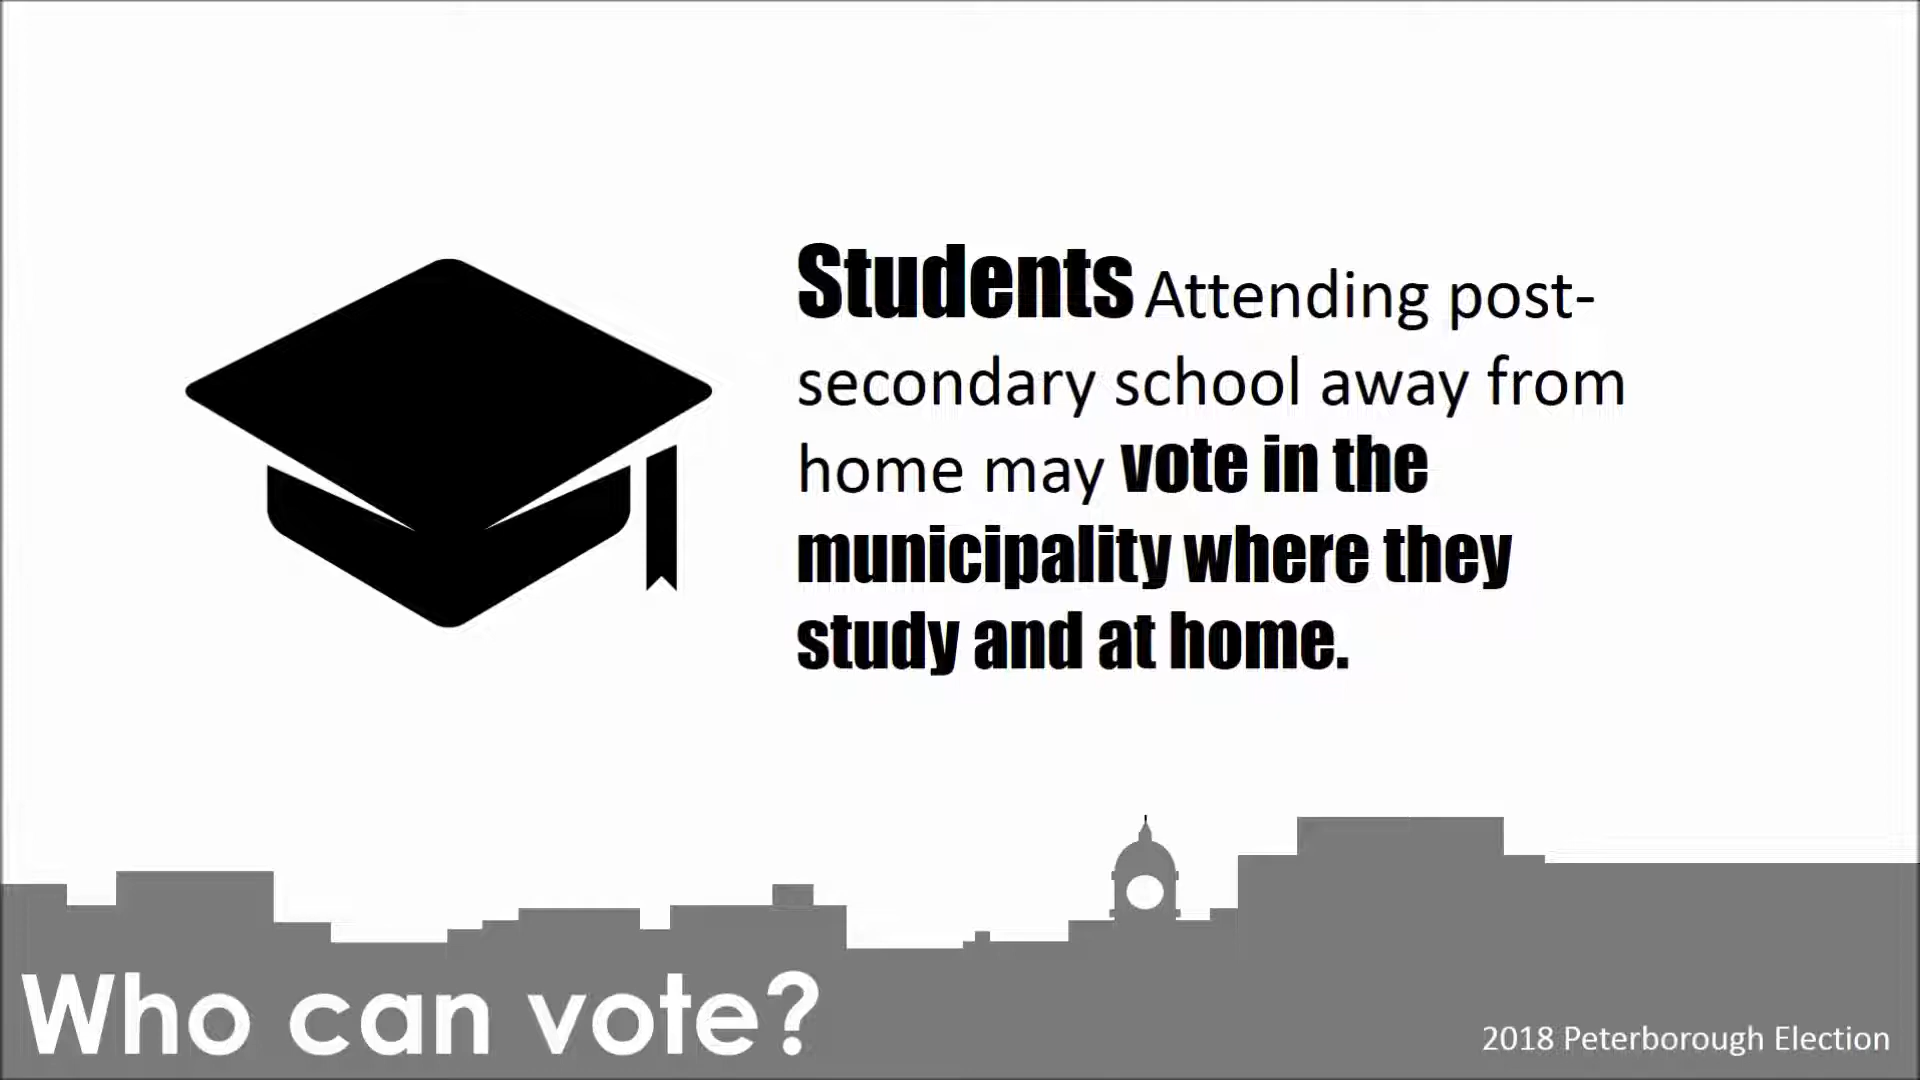 Students Attending post-
secondary school away from
home may vote in the
municipality where they
study and at home.
Who can vote?
2018 Peterborough Election